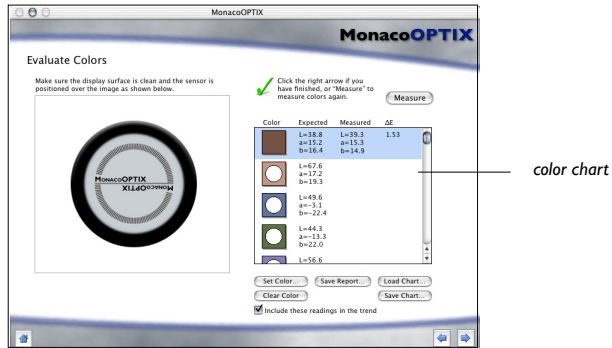 MonacoOPTIX
MonacoOPTIX
Evaluate Colors
Make sure the display surface is clean and the sensor is
positioned over the image as shown below.
Click the right arrow if you
have finished, or "Measure" to
measure colors again.
Measure
MONACOOPTIX
MONACOOPTIX
Color Expected Measured ΔE
L=38.8 L=39.3 1.53
a=15.2 a=15.3
b=16.4 b=14.9
L=67.6
a=17.2
b=19.3
L=49.6
a=-3.1
b=-22.4
L=44.3
a=-13.3
b=22.0
L=56.6
color chart
Set Color... Save Report... Load Chart...
Clear Color Save Chart...
Include these readings in the trend